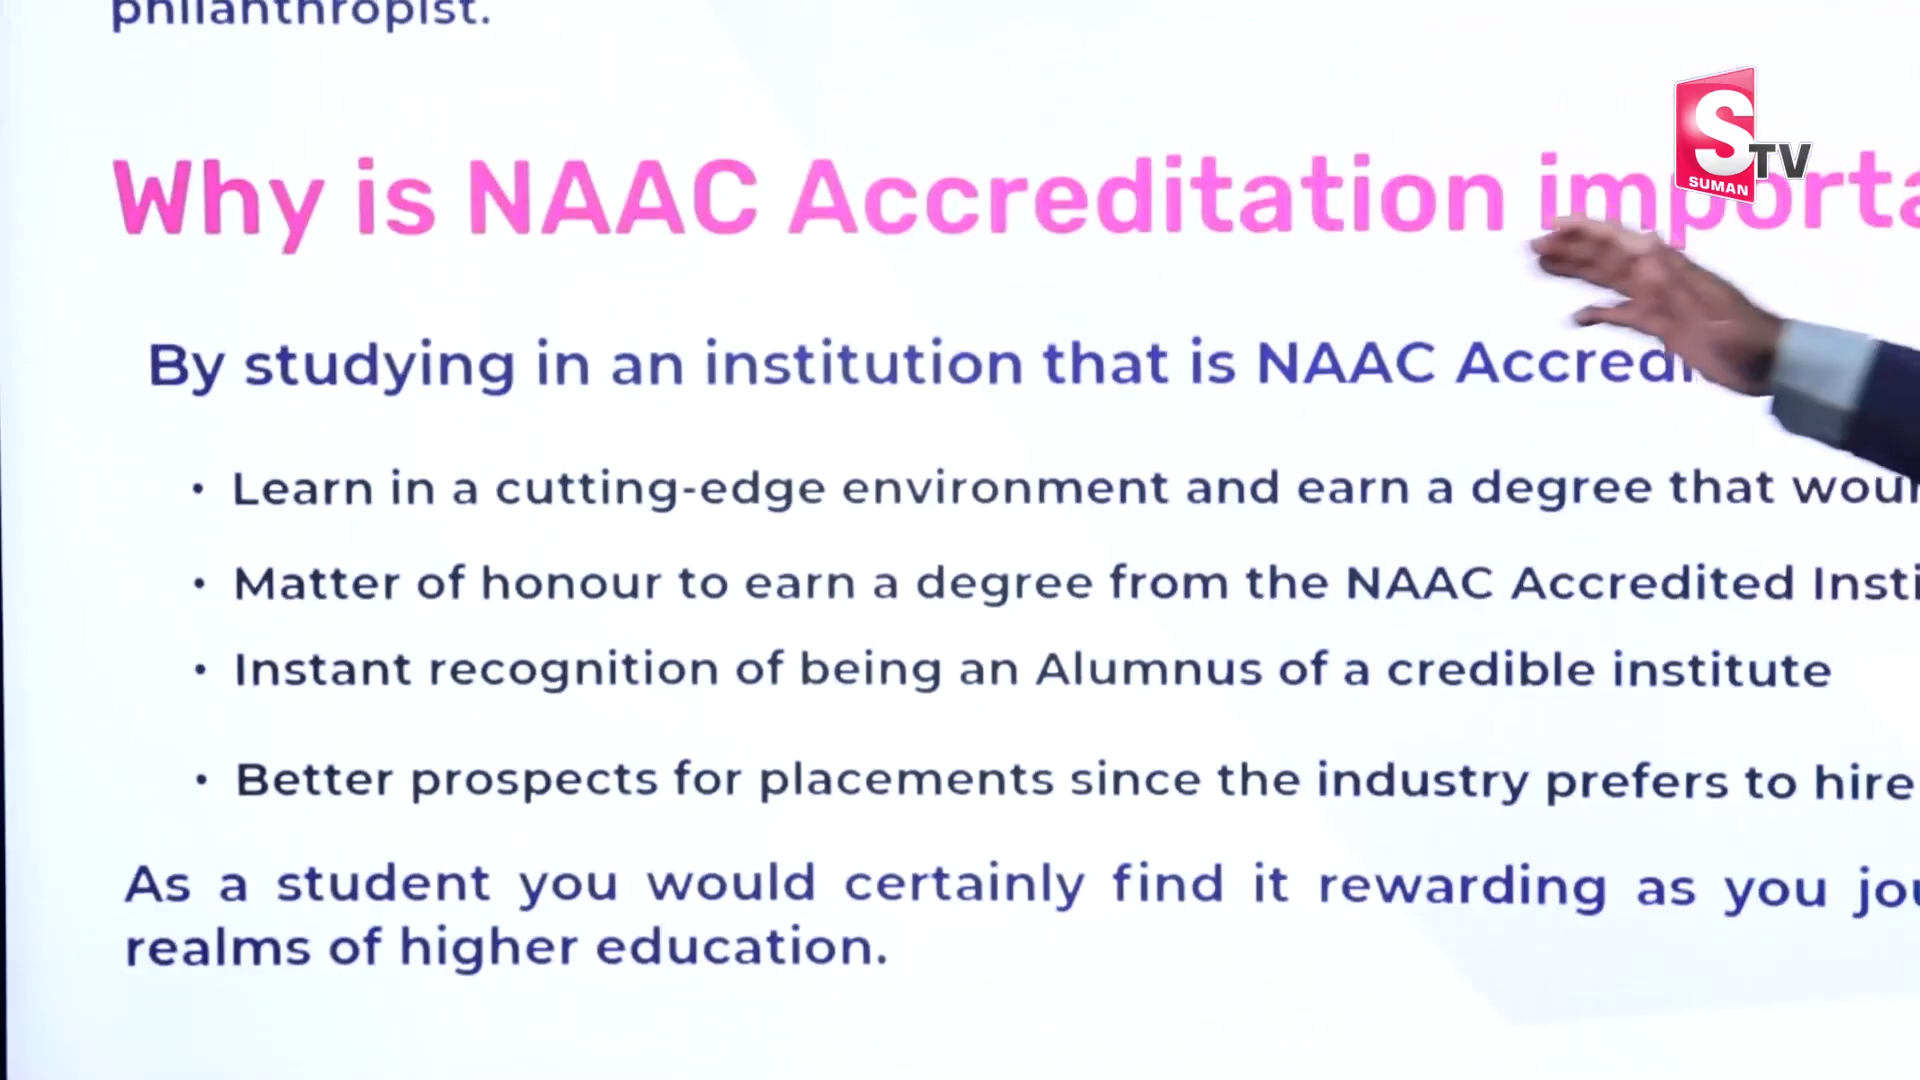 philanthropist.
Why is NAAC Accreditation
S TV
SUMAN
By studying in an institution that is NAAC
Learn in a cutting-edge environment and earn a degree that
Matter of honour to earn a degree from the NAAC Accredited
Instant recognition of being an Alumnus of a credible institute
Better prospects for placements since the industry prefers to hire
As a student you would certainly find it rewarding as you
realms of higher education.